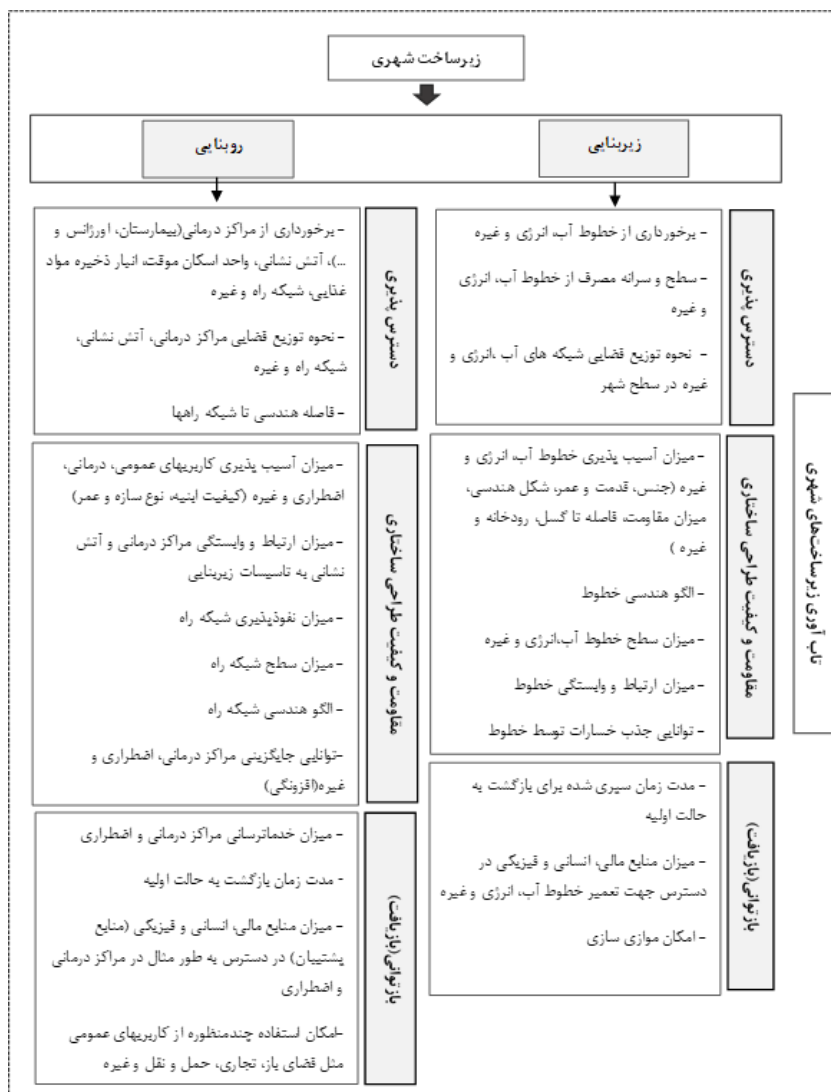 زیرساخت شهری
زیربنایی
روبنایی
تاب آوری زیرساخت‌های شهری
دسترس پذیری
- برخورداری از خطوط آب، انرژی و غیره
- سطح و سرانه مصرف از خطوط آب، انرژی
و غیره
- نحوه توزیع فضایی شبکه های آب ،انرژی و
غیره در سطح شهر
مقاومت و کیفیت طراحی ساختاری
- میزان آسیب پذیری خطوط آب، انرژی و
غیره (جنس، قدمت و عمر، شکل هندسی،
میزان مقاومت، فاصله تا گسل، رودخانه و
غیره )
- الگو هندسی خطوط
- میزان سطح خطوط آب،انرژی و غیره
- میزان ارتباط و وابستگی خطوط
- توانایی جذب خسارات توسط خطوط
بازتوانی(بازیافت)
- مدت زمان سپری شده برای بازگشت به
حالت اولیه
- میزان منابع مالی، انسانی و فیزیکی در
دسترس جهت تعمیر خطوط آب، انرژی و غیره
- امکان موازی سازی
دسترس پذیری
- برخورداری از مراکز درمانی(بیمارستان، اورژانس و
...)، آتش نشانی، واحد اسکان موقت، انبار ذخیره مواد
غذایی، شبکه راه و غیره
- نحوه توزیع فضایی مراکز درمانی، آتش نشانی،
شبکه راه و غیره
- فاصله هندسی تا شبکه راهها
مقاومت و کیفیت طراحی ساختاری
- میزان آسیب پذیری کاربریهای عمومی، درمانی،
اضطراری و غیره (کیفیت ابنیه، نوع سازه و عمر)
- میزان ارتباط و وابستگی مراکز درمانی و آتش
نشانی به تاسیسات زیربنایی
- میزان نفوذپذیری شبکه راه
- میزان سطح شبکه راه
- الگو هندسی شبکه راه
-توانایی جایگزینی مراکز درمانی، اضطراری و
غیره(افزونگی)
بازتوانی(بازیافت)
- میزان خدماترسانی مراکز درمانی و اضطراری
- مدت زمان بازگشت به حالت اولیه
- میزان منابع مالی، انسانی و فیزیکی (منابع
پشتیبان) در دسترس به طور مثال در مراکز درمانی
و اضطراری
-امکان استفاده چندمنظوره از کاربریهای عمومی
مثل فضای باز، تجاری، حمل و نقل و غیره